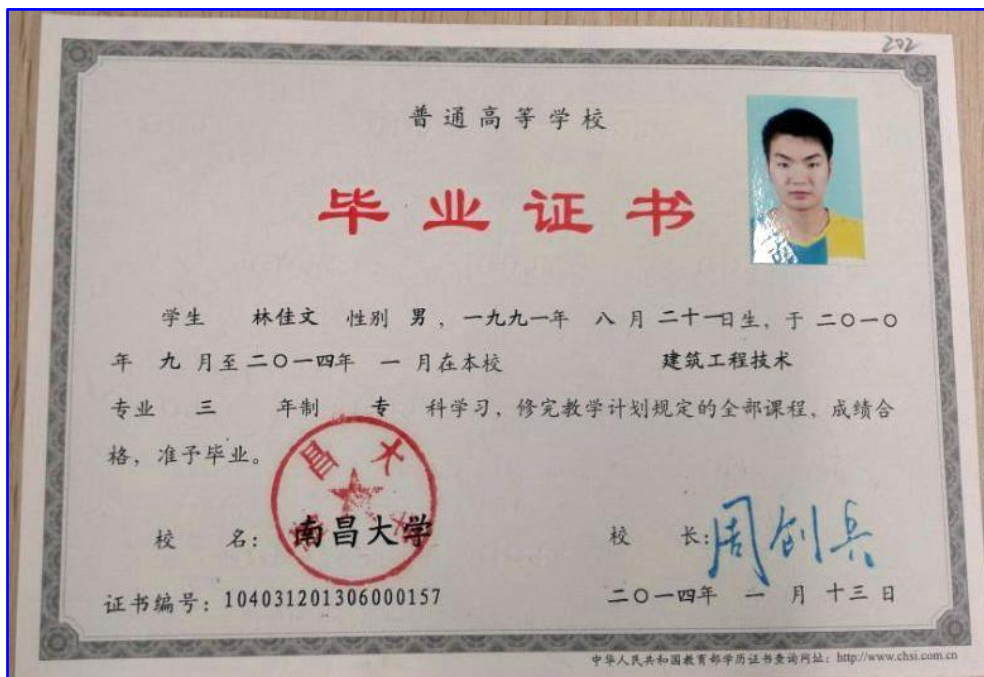 202
普通高等学校
毕业证书
学生 林佳文 性别 男，一九九一年 八 月 二十一日生，于 二〇一〇
年 九 月至 二〇一四年 一 月在本校 建筑工程技术
专业 三 年制 专 科学习，修完教学计划规定的全部课程，成绩合
格，准予毕业。
校 名：南昌大学
校 长：周创兵
证书编号：104031201306000157
二〇一四年 一 月 十三 日
中华人民共和国教育部学历证书查询网址：http://www.chsi.com.cn